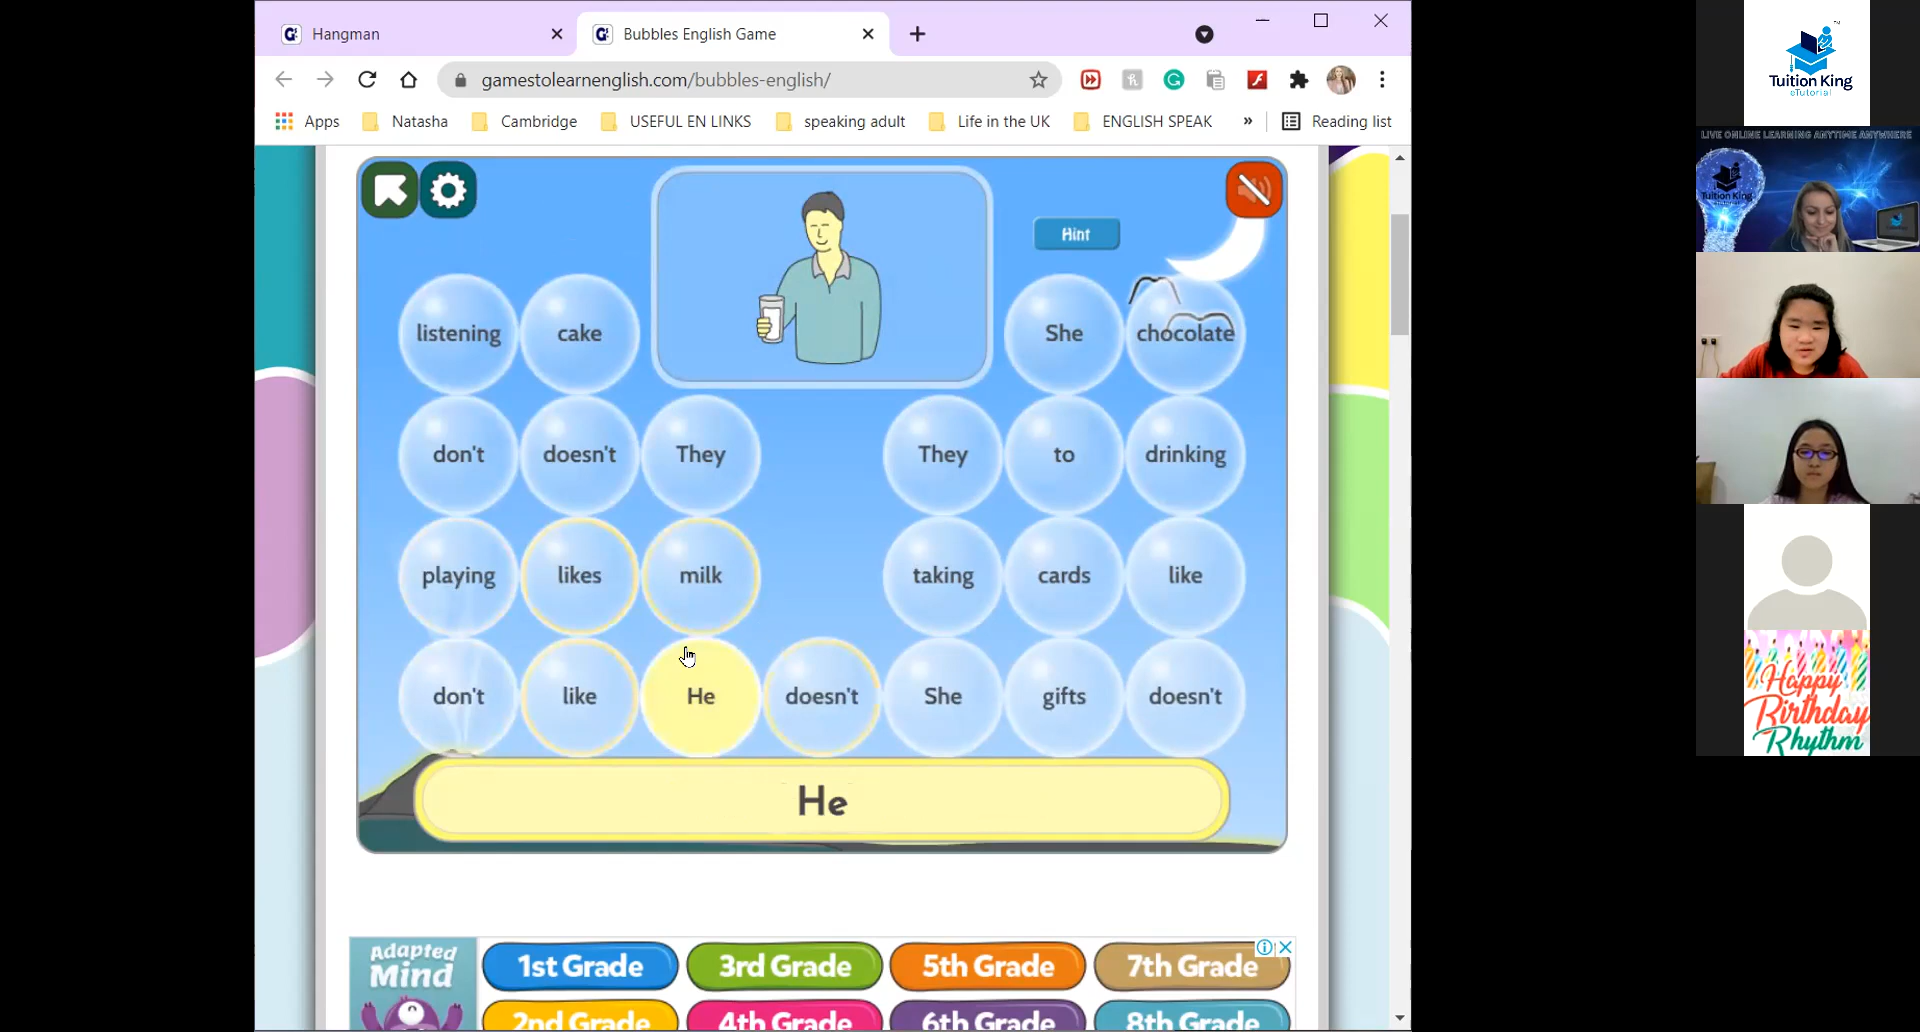 Hangman
Bubbles English Game
gamestolearnenglish.com/bubbles-english/
Apps
Natasha
Cambridge
USEFUL EN LINKS
speaking adult
Life in the UK
ENGLISH SPEAK
»
Reading list
Hint
listening
cake
She
chocolate
don't
doesn't
They
They
to
drinking
playing
likes
milk
taking
cards
like
don't
like
He
doesn't
She
gifts
doesn't
He
Adapted
Mind
1st Grade
3rd Grade
5th Grade
7th Grade
2nd Grade
4th Grade
6th Grade
8th Grade
Tuition King
eTutorial
LIVE ONLINE LEARNING ANYTIME ANYWHERE
Tuition King
Happy
Birthday
Rhythm